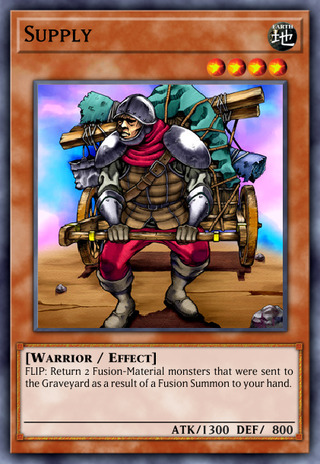 Supply
EARTH
地
[Warrior / Effect]
FLIP: Return 2 Fusion-Material monsters that were sent to
the Graveyard as a result of a Fusion Summon to your hand.
ATK/1300 DEF/ 800